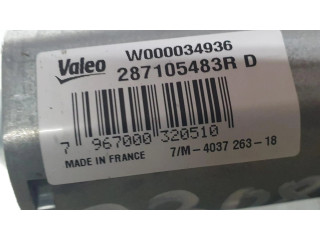 Valeo W000034936
287105483R D
7 967000 320510
MADE IN FRANCE 7/M-4037 263-18